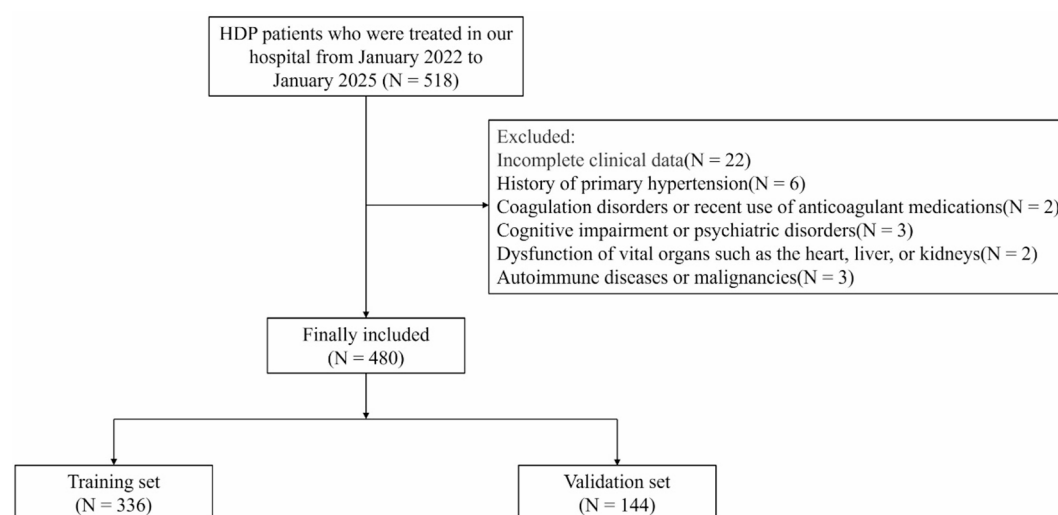 HDP patients who were treated in our
hospital from January 2022 to
January 2025 (N = 518)
Excluded:
Incomplete clinical data(N = 22)
History of primary hypertension(N = 6)
Coagulation disorders or recent use of anticoagulant medications(N = 2)
Cognitive impairment or psychiatric disorders(N = 3)
Dysfunction of vital organs such as the heart, liver, or kidneys(N = 2)
Autoimmune diseases or malignancies(N = 3)
Finally included
(N = 480)
Training set
(N = 336)
Validation set
(N = 144)